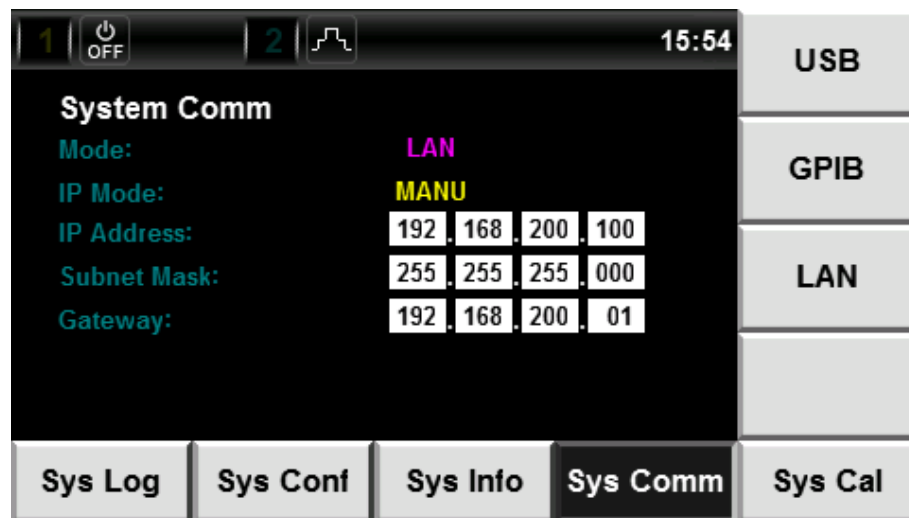 1 OFF 2 15:54
System Comm
Mode: LAN
IP Mode: MANU
IP Address: 192.168.200.100
Subnet Mask: 255.255.255.000
Gateway: 192.168.200.01
USB
GPIB
LAN
Sys Log Sys Conf Sys Info Sys Comm Sys Cal